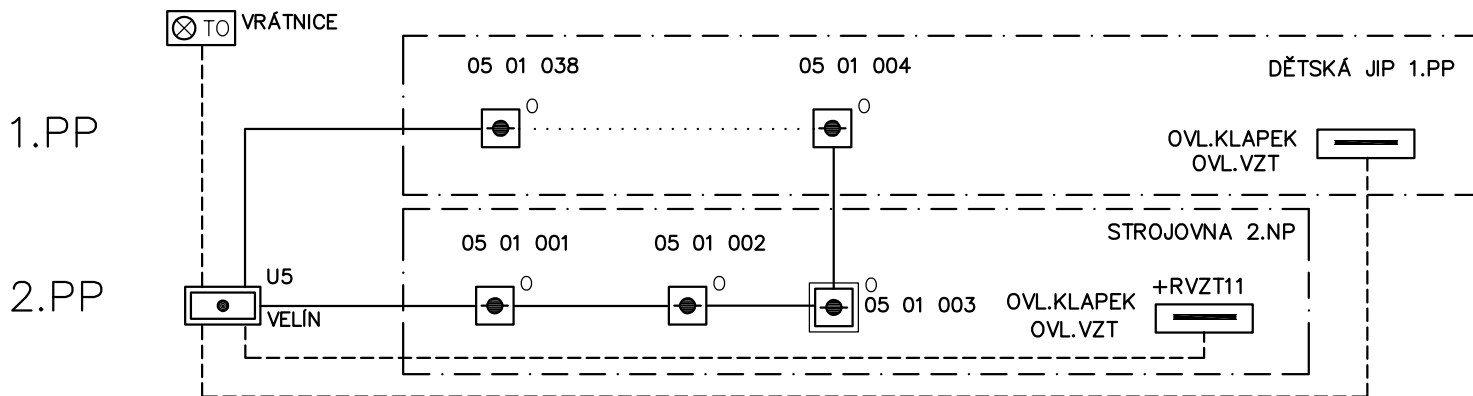 TO VRÁTNICE
05 01 038
05 01 004
DĚTSKÁ JIP 1.PP
1.PP
OVL.KLAPEK
OVL.VZT
05 01 001
05 01 002
STROJOVNA 2.NP
2.PP
U5
VELÍN
05 01 003
OVL.KLAPEK
OVL.VZT
+RVZT11
O
O
O
O
O